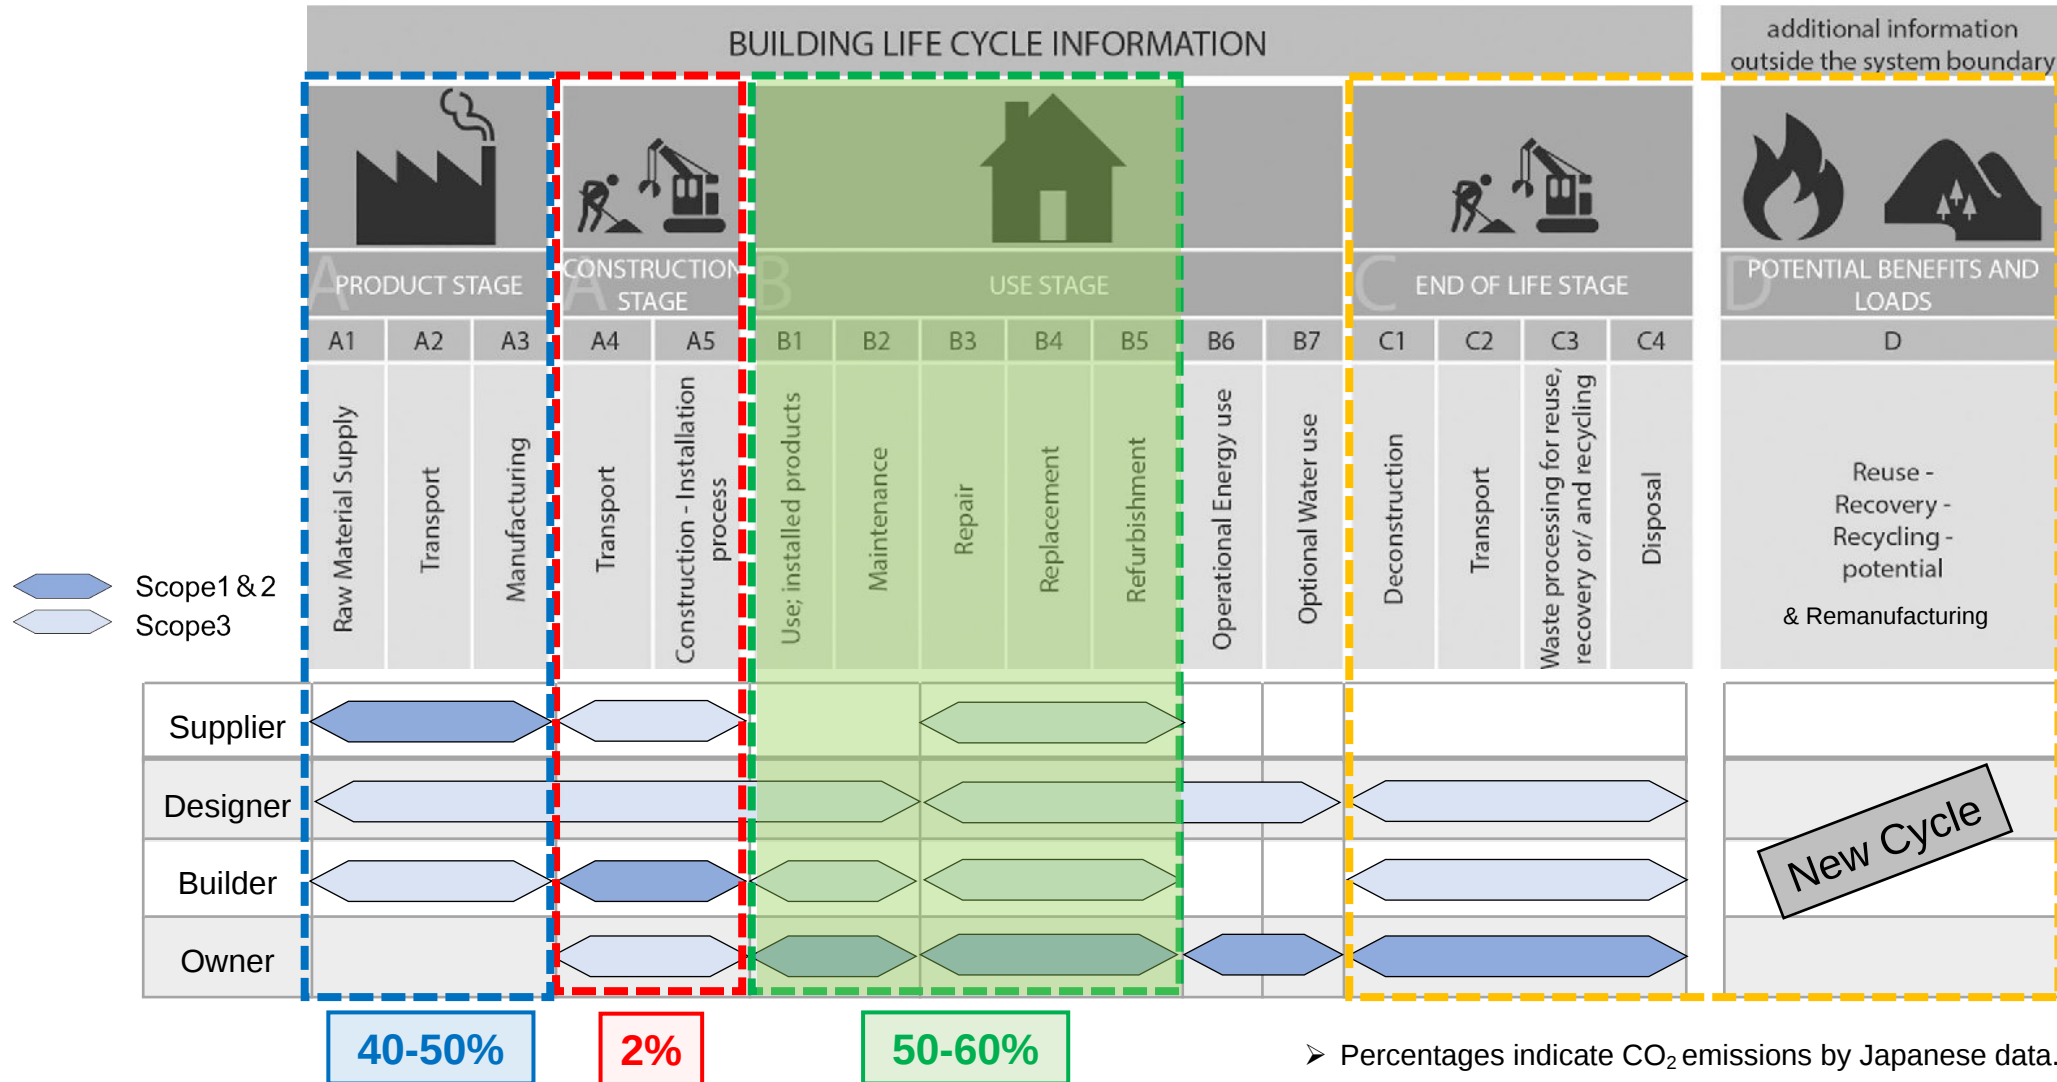 BUILDING LIFE CYCLE INFORMATION
additional information
outside the system boundary
A
PRODUCT STAGE
A
CONSTRUCTION
STAGE
B
USE STAGE
C
END OF LIFE STAGE
D
POTENTIAL BENEFITS AND
LOADS
A1
A2
A3
A4
A5
B1
B2
B3
B4
B5
B6
B7
C1
C2
C3
C4
D
Raw Material Supply
Transport
Manufacturing
Transport
Construction - Installation
process
Use; installed products
Maintenance
Repair
Replacement
Refurbishment
Operational Energy use
Optional Water use
Deconstruction
Transport
Waste processing for reuse,
recovery or/ and recycling
Disposal
Reuse -
Recovery -
Recycling -
potential
& Remanufacturing
Scope1 & 2
Scope3
Supplier
Designer
Builder
Owner
New Cycle
40-50%
2%
50-60%
➢ Percentages indicate CO₂ emissions by Japanese data.